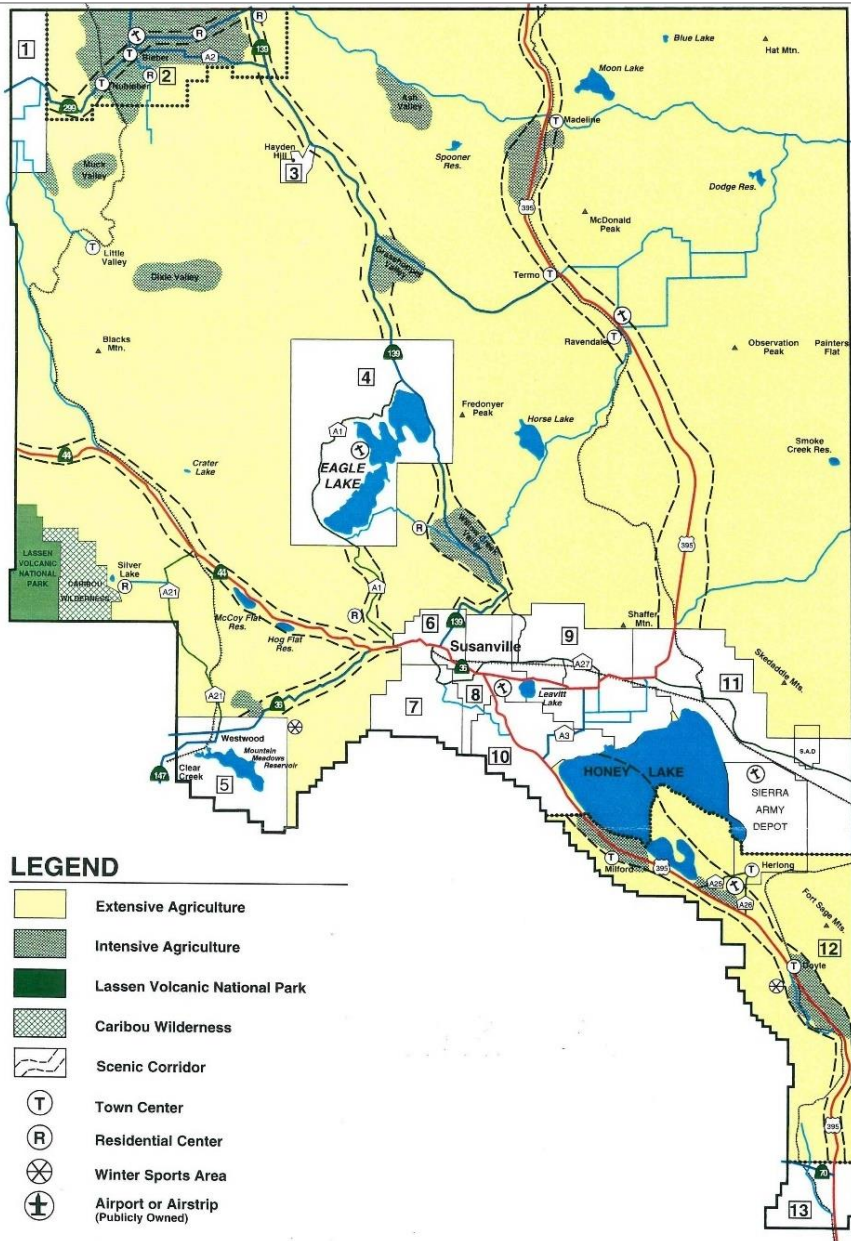 1
Bieber
R
R
139
A2
2
R
T
T
Nubieber
299
Blue Lake
Hat Mtn.
Moon Lake
Ash
Valley
T
Madeline
Hayden
Hill
3
Spooner
Res.
Muck
Valley
Dodge Res.
395
McDonald
Peak
T
Little
Valley
Grasshopper
Valley
Dixie Valley
Termo
T
Blacks
Mtn.
Ravendale
T
Observation
Peak
Painters
Flat
139
4
A1
Fredonyer
Peak
Horse Lake
EAGLE
LAKE
44
Crater
Lake
Smoke
Creek Res.
R
395
LASSEN
VOLCANIC
NATIONAL
PARK
CARIBOU
WILDERNESS
Silver
Lake
R
A21
44
A1
McCoy Flat
Res.
R
Hog Flat
Res.
6
139
Susanville
36
9
Shaffer
Mtn.
A27
Skedaddle Mts.
11
7
8
Leavitt
Lake
A21
36
A3
10
S.A.D
Westwood
Mountain
Meadows
Reservoir
147
Clear
Creek
5
HONEY LAKE
SIERRA
ARMY
DEPOT
T
Milford
395
T
Herlong
A25
A26
Fort Sage Mts.
12
T
Doyle
395
70
13
LEGEND
Extensive Agriculture
Intensive Agriculture
Lassen Volcanic National Park
Caribou Wilderness
Scenic Corridor
T
Town Center
R
Residential Center
Winter Sports Area
Airport or Airstrip
(Publicly Owned)